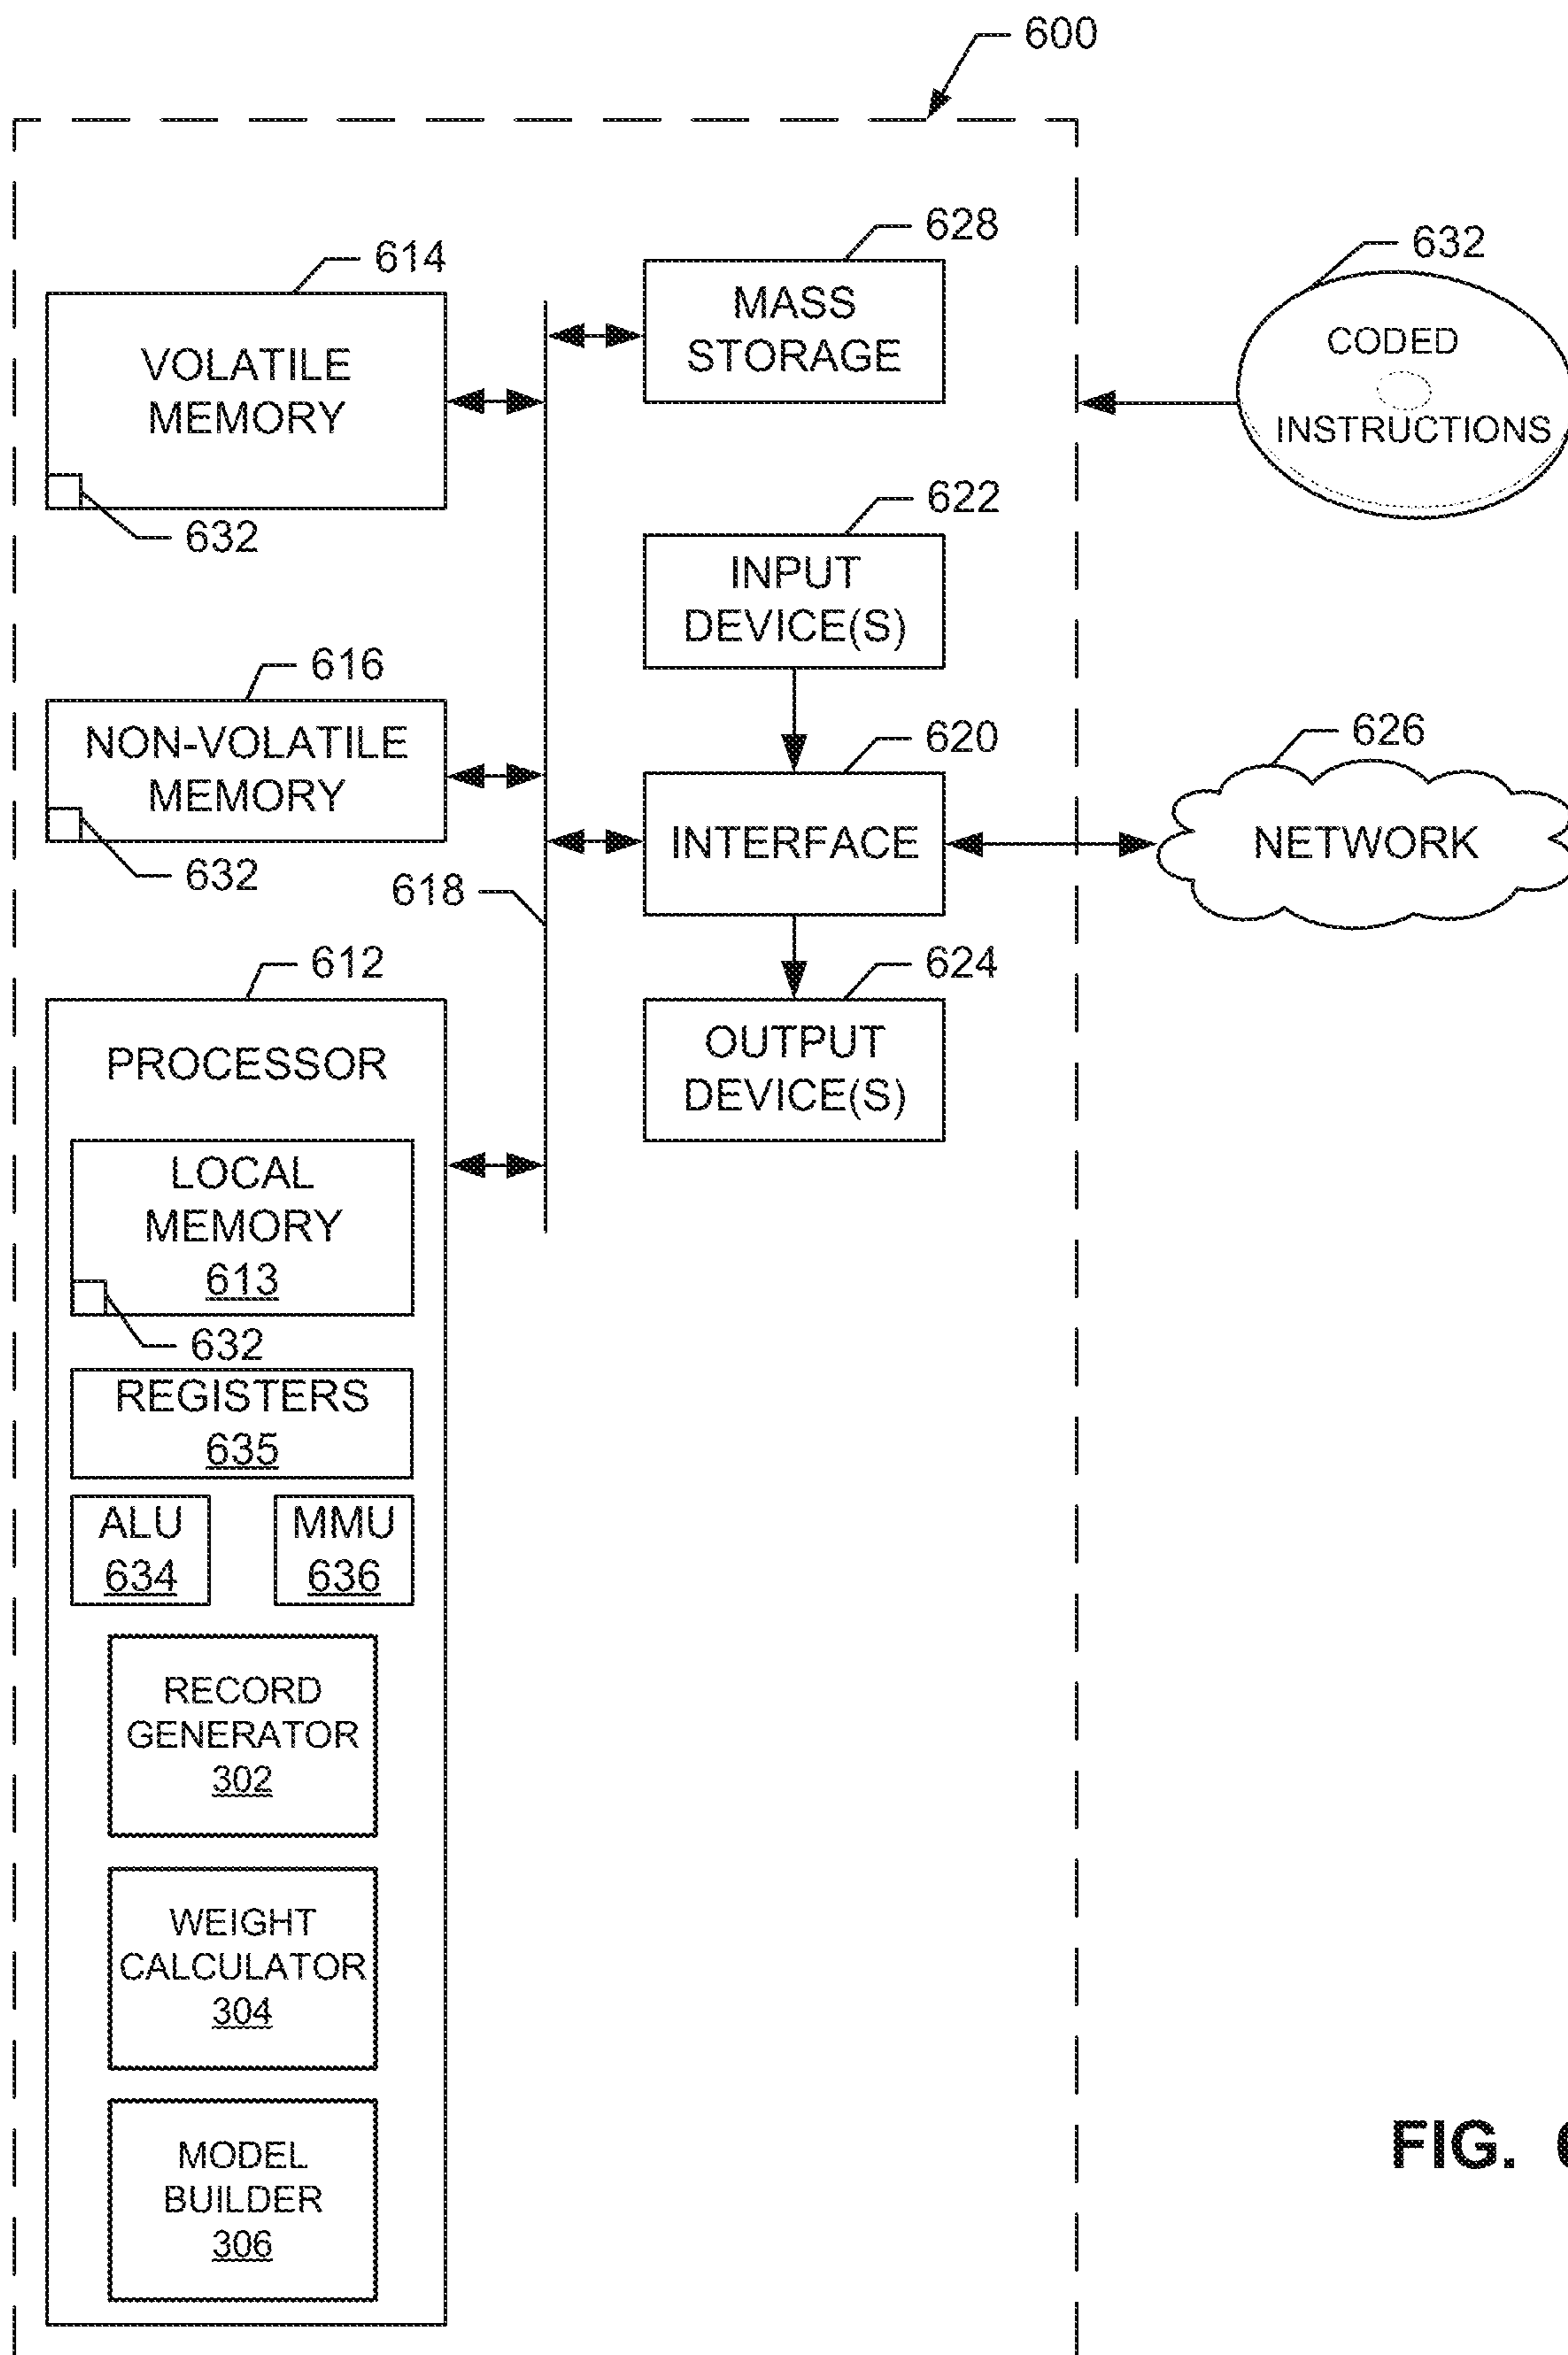 600
614
VOLATILE
MEMORY
632
628
MASS
STORAGE
632
CODED
INSTRUCTIONS
622
INPUT
DEVICE(S)
616
NON-VOLATILE
MEMORY
632
620
INTERFACE
626
NETWORK
618
612
PROCESSOR
624
OUTPUT
DEVICE(S)
LOCAL
MEMORY
613
632
REGISTERS
635
ALU
634
MMU
636
RECORD
GENERATOR
302
WEIGHT
CALCULATOR
304
MODEL
BUILDER
306
FIG.